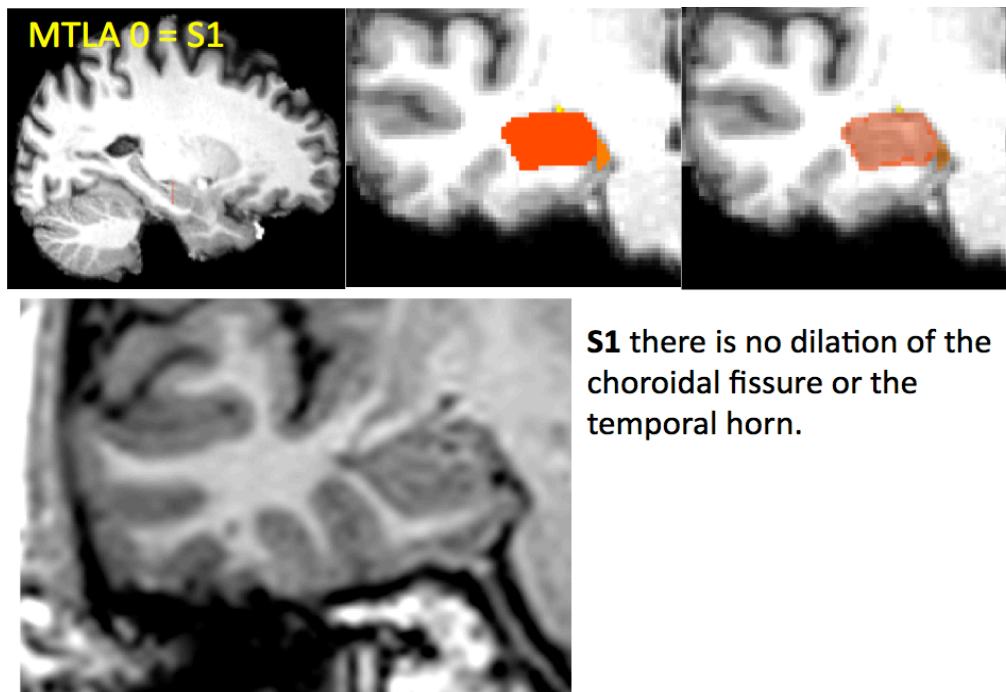 MTLA 0 = S1
S1 there is no dilation of the
choroidal fissure or the
temporal horn.